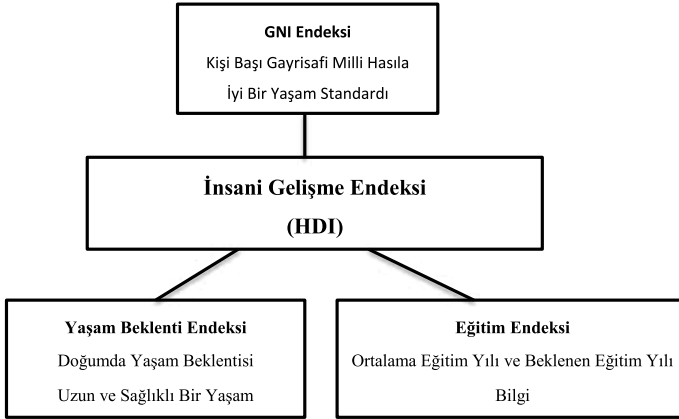 GNI Endeksi
Kişi Başı Gayrisafi Milli Hasıla
İyi Bir Yaşam Standardı
İnsani Gelişme Endeksi
(HDI)
Yaşam Beklenti Endeksi
Doğumda Yaşam Beklentisi
Uzun ve Sağlıklı Bir Yaşam
Eğitim Endeksi
Ortalama Eğitim Yılı ve Beklenen Eğitim Yılı
Bilgi